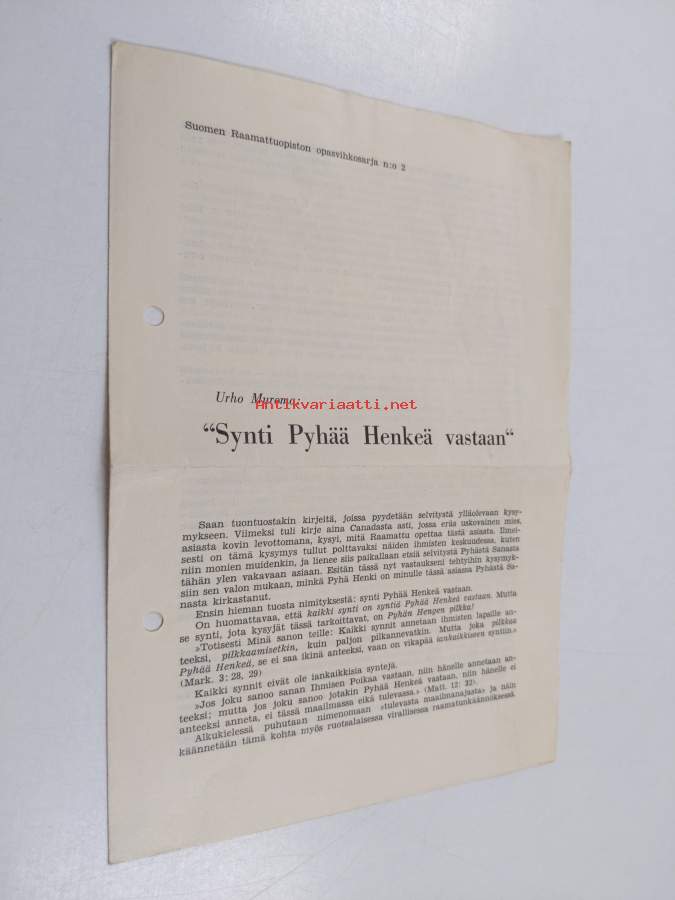 Suomen Raamattuopiston opasvihkosarja n:o 2
Urho Muroma:
Antikvariaatti.net
“Synti Pyhää Henkeä vastaan“
Saan tuontuostakin kirjeitä, joissa pyydetään selvitystä ylläolevaan kysy-
mykseen. Viimeksi tuli kirje aina Canadasta asti, jossa eräs uskovainen mies,
asiasta kovin levottomana, kysyi, mitä Raamattu opettaa tästä asiasta. Ilmei-
sesti on tämä kysymys tullut polttavaksi näiden ihmisten keskuudessa, kuten
niin monien muidenkin, ja lienee siis paikallaan etsiä selvitystä Pyhästä Sanasta
tähän ylen vakavaan asiaan. Esitän tässä nyt vastaukseni tehtyihin kysymyk-
siin sen valon mukaan, minkä Pyhä Henki on minulle tässä asiassa Pyhästä Sa-
nasta kirkastanut.
Ensin hieman tuosta nimityksestä: synti Pyhää Henkeä vastaan.
On huomattavaa, että kaikki synti on syntiä Pyhää Henkeä vastaan. Mutta
se synti, jota kysyjät tässä tarkoittavat, on Pyhän Hengen pilkka!
»Totisesti Minä sanon teille: Kaikki synnit annetaan ihmisten lapsille an-
teeksi, pilkkaamisetkin, kuin paljon pilkannevatkin. Mutta joka pilkkaa
Pyhää Henkeä, se ei saa ikinä anteeksi, vaan on vikapää iankaikkiseen syntiin.»
(Mark. 3: 28, 29)
Kaikki synnit eivät ole iankaikkisia syntejä.
»Jos joku sanoo sanan Ihmisen Poikaa vastaan, niin hänelle annetaan an-
teeksi; mutta jos joku sanoo jotakin Pyhää Henkeä vastaan, niin hänelle ei
anteeksi anneta, ei tässä maailmassa eikä tulevassa.» (Matt. 12: 32).
Alkukielessä puhutaan nimenomaan »tulevasta maailmanajasta» ja näin
käännetään tämä kohta myös ruotsalaisessa virallisessa raamatunkäännöksessä